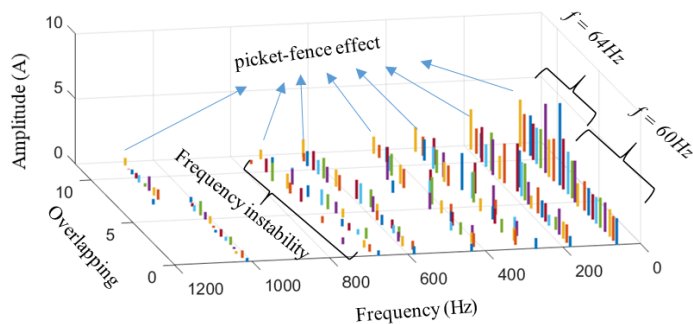 10
5
0
Amplitude (A)
picket-fence effect
f = 64Hz
f = 60Hz
Frequency instability
10
5
0
Overlapping
1200
1000
800
600
400
200
0
Frequency (Hz)